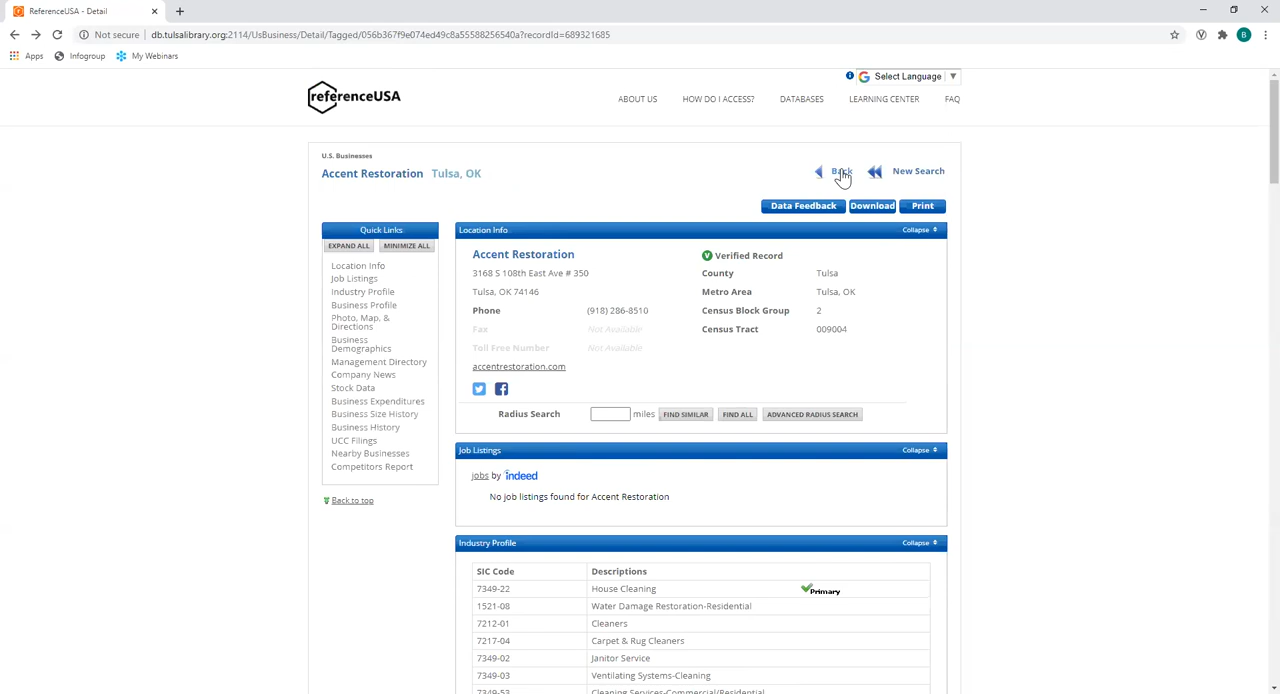 ReferenceUSA - Detail
Not secure | db.tulsalibrary.org:2114/UsBusiness/Detail/Tagged/056b367f9e074ed49c8a55588256540a?recordId=689321685
B
Apps Infogroup My Webinars
Select Language
referenceUSA
ABOUT US HOW DO I ACCESS? DATABASES LEARNING CENTER FAQ
U.S. Businesses
Accent Restoration Tulsa, OK
Back New Search
Data Feedback Download Print
Quick Links
EXPAND ALL MINIMIZE ALL
Location Info
Job Listings
Industry Profile
Business Profile
Photo, Map, &
Directions
Business
Demographics
Management Directory
Company News
Stock Data
Business Expenditures
Business Size History
Business History
UCC Filings
Nearby Businesses
Competitors Report
Back to top
Location Info Collapse
Accent Restoration
3168 S 108th East Ave # 350
Tulsa, OK 74146
Phone (918) 286-8510
Fax Not Available
Toll Free Number Not Available
accentrestoration.com
V Verified Record
County Tulsa
Metro Area Tulsa, OK
Census Block Group 2
Census Tract 009004
Radius Search miles FIND SIMILAR FIND ALL ADVANCED RADIUS SEARCH
Job Listings Collapse
jobs by indeed
No job listings found for Accent Restoration
Industry Profile Collapse
SIC Code Descriptions
7349-22 House Cleaning Primary
1521-08 Water Damage Restoration-Residential
7212-01 Cleaners
7217-04 Carpet & Rug Cleaners
7349-02 Janitor Service
7349-03 Ventilating Systems-Cleaning
7349-53 Cleaning Services-Commercial/Residential